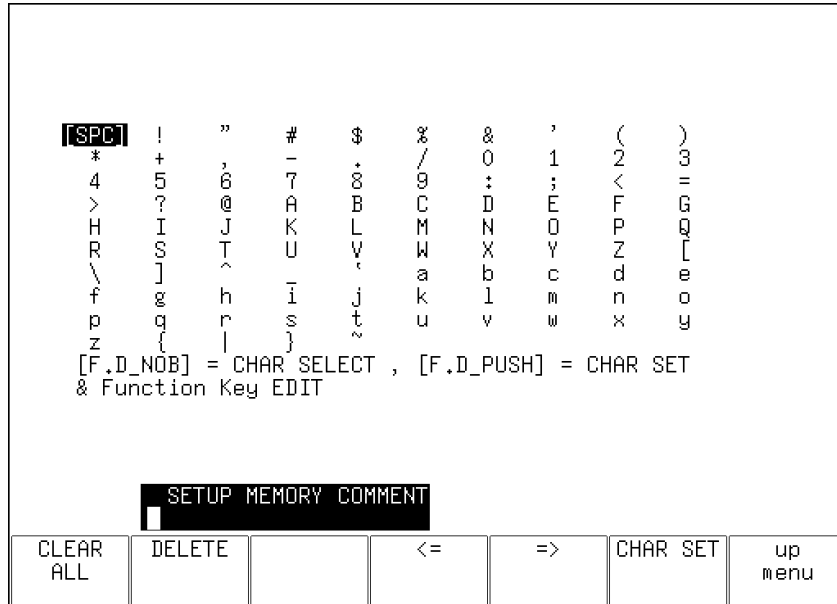 [SPC] ! " # $ % & ' ( )
* + , - . / 0 1 2 3
4 5 6 7 8 9 : ; < =
> ? @ A B C D E F G
H I J K L M N O P Q
R S T U V W X Y Z [
\ ] ^ _ ` a b c d e
f g h i j k l m n o
p q r s t u v w x y
z { | } ~
[F.D_NOB] = CHAR SELECT , [F.D_PUSH] = CHAR SET
& Function Key EDIT
SETUP MEMORY COMMENT
CLEAR ALL
DELETE
<=
=>
CHAR SET
up menu